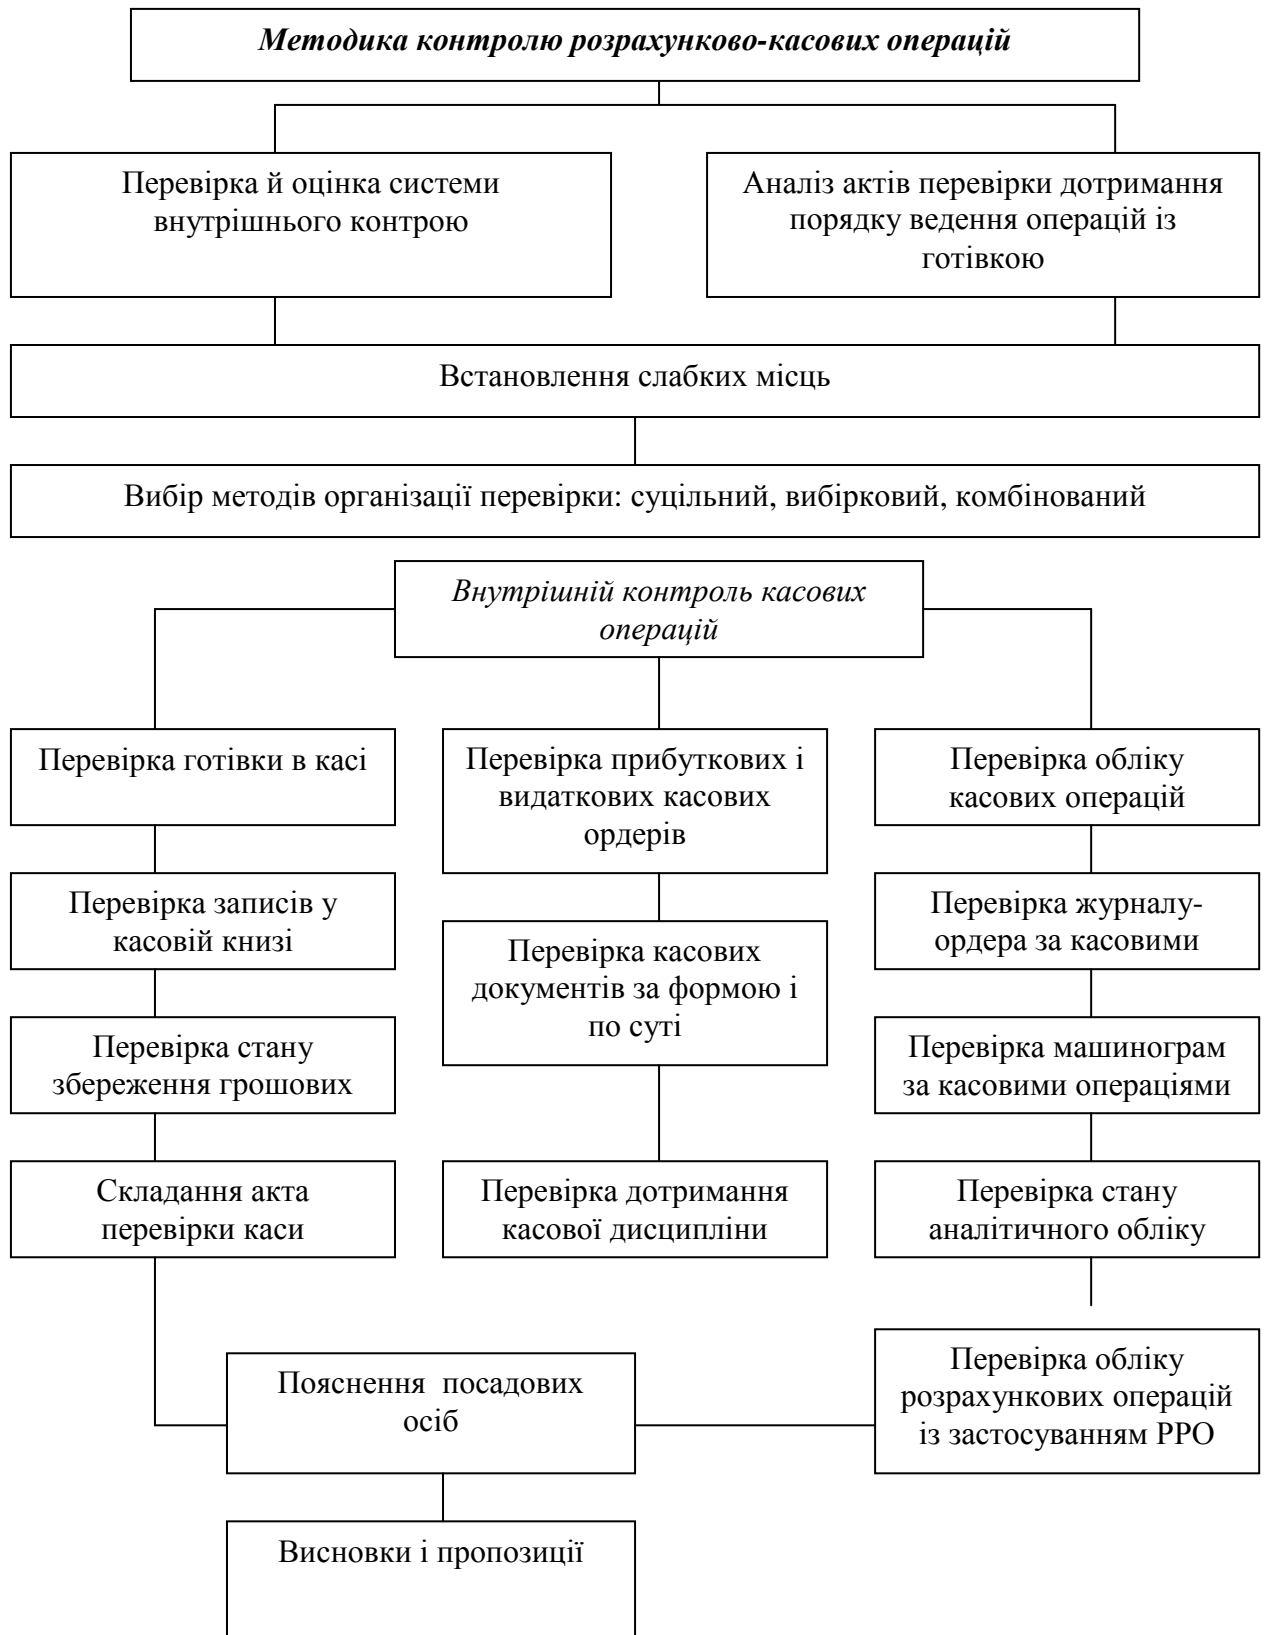 Методика контролю розрахунково-касових операцій
Перевірка й оцінка системи
внутрішнього контрою
Аналіз актів перевірки дотримання
порядку ведення операцій із
готівкою
Встановлення слабких місць
Вибір методів організації перевірки: суцільний, вибірковий, комбінований
Внутрішній контроль касових
операцій
Перевірка готівки в касі
Перевірка записів у
касовій книзі
Перевірка стану
збереження грошових
Складання акта
перевірки каси
Перевірка прибуткових і
видаткових касових
ордерів
Перевірка касових
документів за формою і
по суті
Перевірка дотримання
касової дисципліни
Перевірка обліку
касових операцій
Перевірка журналу-
ордера за касовими
Перевірка машинограм
за касовими операціями
Перевірка стану
аналітичного обліку
Перевірка обліку
розрахункових операцій
із застосуванням РРО
Пояснення посадових
осіб
Висновки і пропозиції